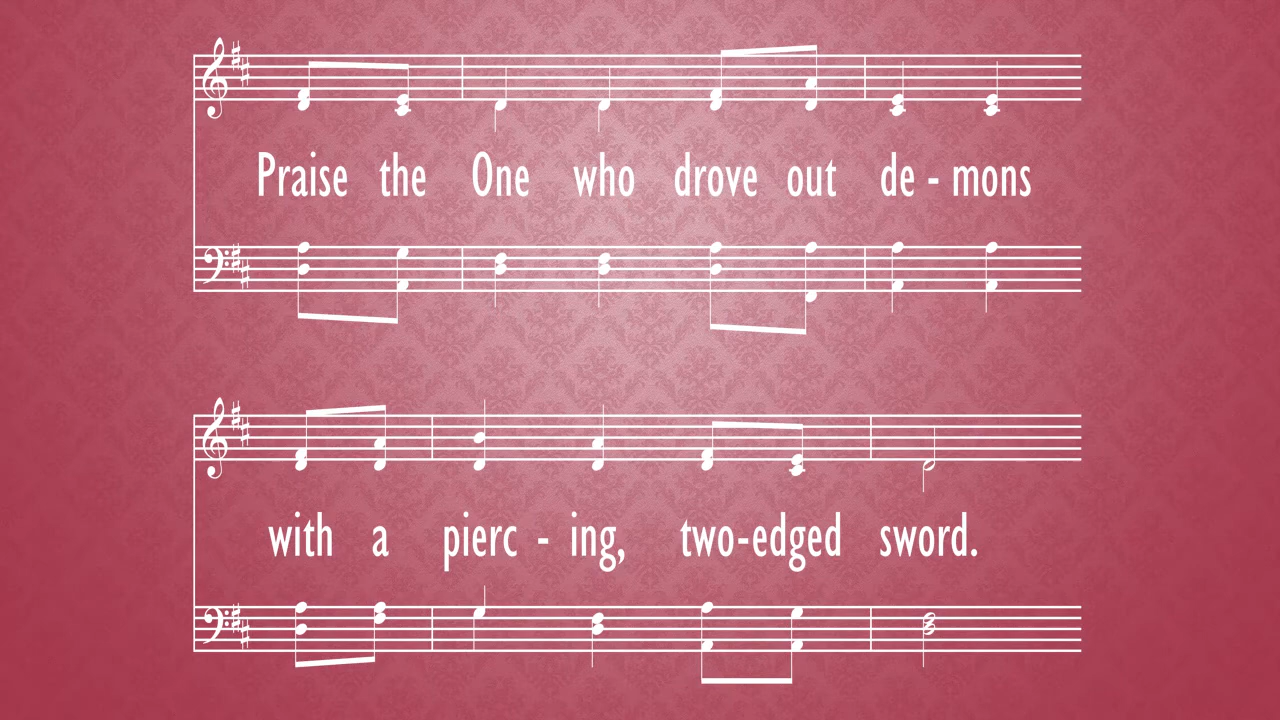 Praise the One who drove out de - mons
with a pierc - ing, two-edged sword.